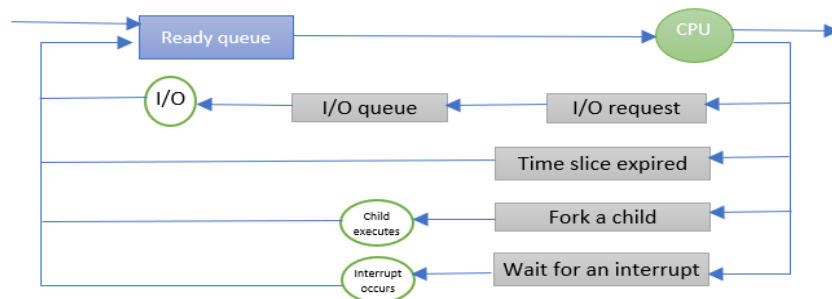 Ready queue
CPU
I/O
I/O queue
I/O request
Time slice expired
Child
executes
Fork a child
Interrupt
occurs
Wait for an interrupt